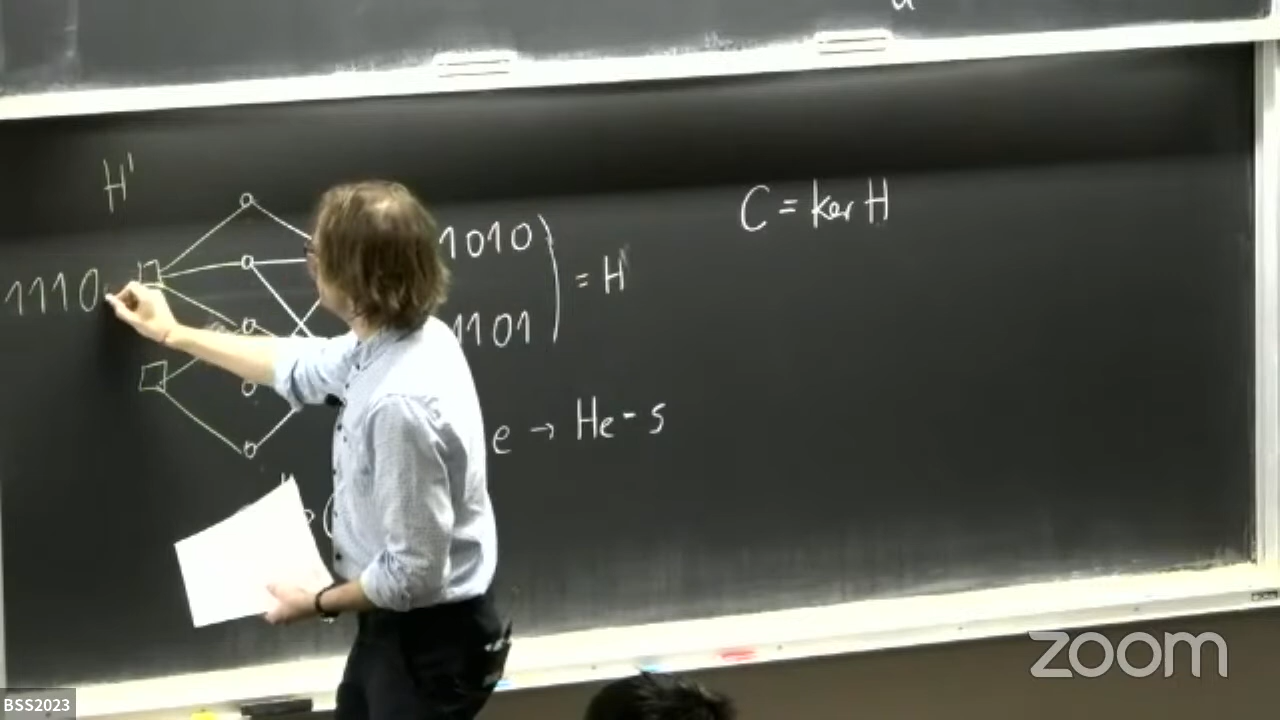 H'
C = ker H
1010
1110
= H
1101
e → He = s
zoom
BSS2023